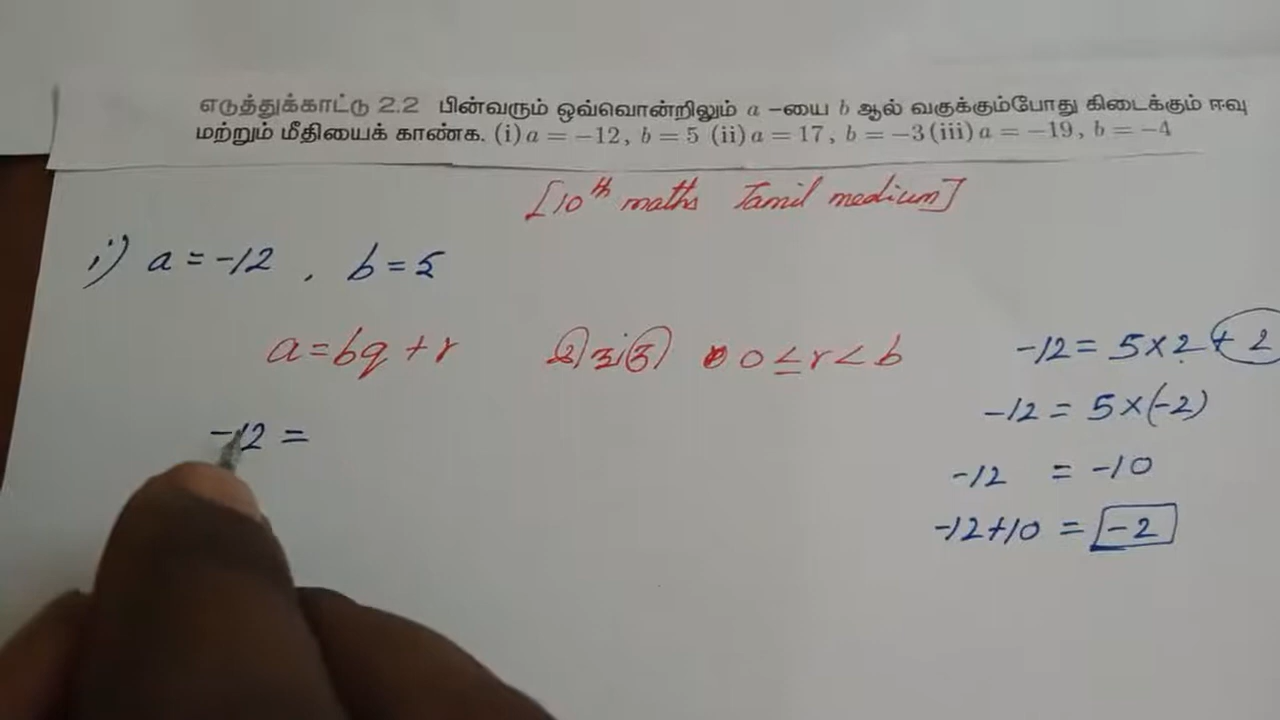 எடுத்துக்காட்டு 2.2 பின்வரும் ஒவ்வொன்றிலும் a -யை b ஆல் வகுக்கும்போது கிடைக்கும் ஈவு
மற்றும் மீதியைக் காண்க. (i) a = −12, b = 5 (ii) a = 17, b = −3 (iii) a = −19, b = −4
[10th maths Tamil medium]
i) a = -12 , b = 5
a = bq + r இங்கு 0 ≤ r < b
-12 =
-12 = 5 × 2 + 2
-12 = 5 × (-2)
-12 = -10
-12 + 10 = -2